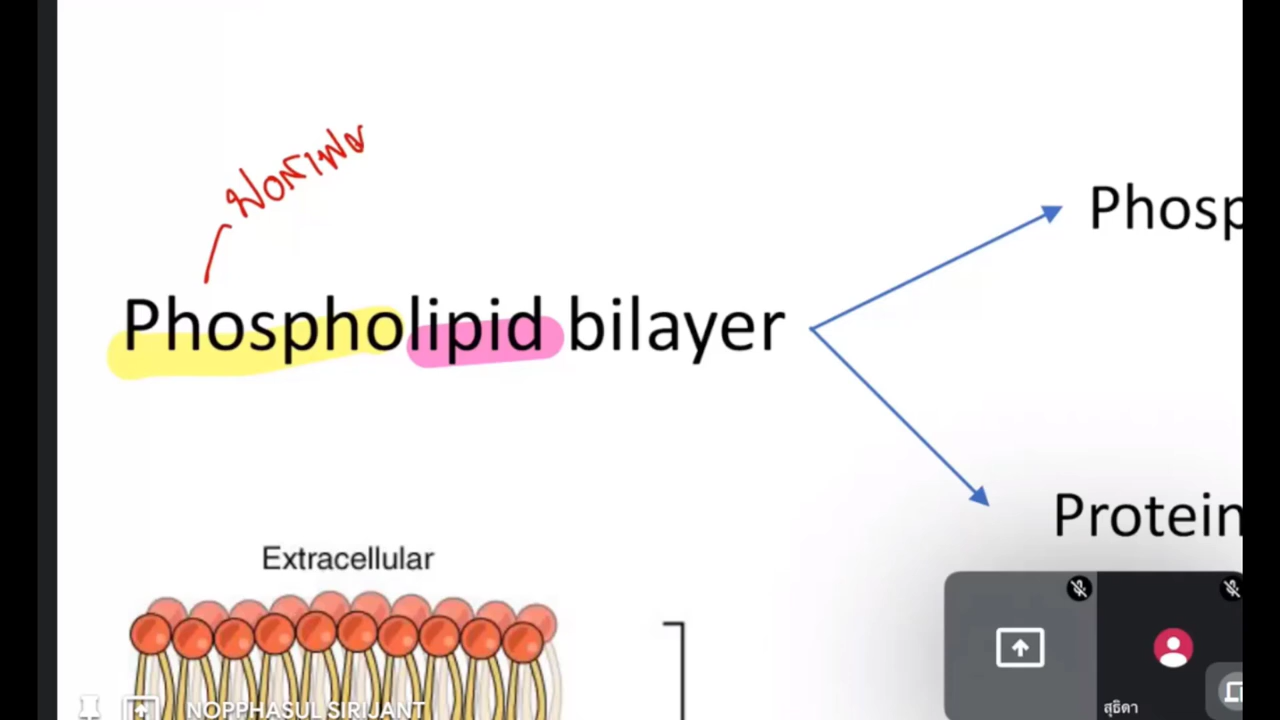 ฟอสเฟต
Phosp
Phospholipid bilayer
Protein
Extracellular
สุธิดา
NOPPHASUL SIRIJANT